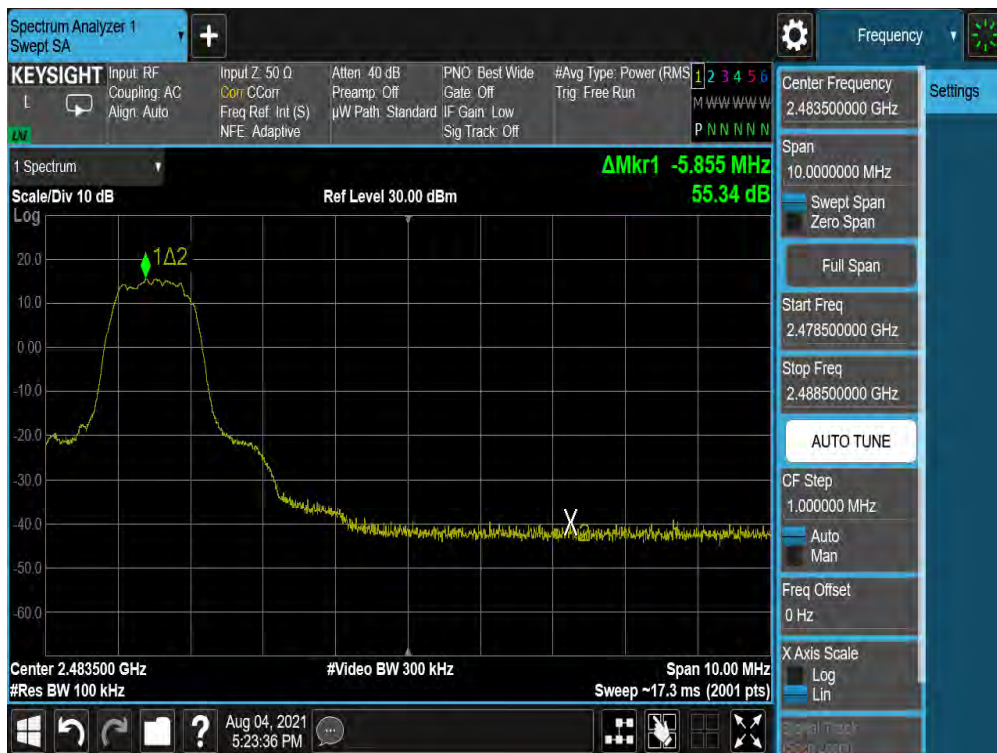 Spectrum Analyzer 1
Swept SA
Frequency
KEYSIGHT
L
LNI
Input: RF
Coupling: AC
Align: Auto
Input Z: 50 Ω
Corr CCorr
Freq Ref: Int (S)
NFE: Adaptive
Atten: 40 dB
Preamp: Off
µW Path: Standard
PNO: Best Wide
Gate: Off
IF Gain: Low
Sig Track: Off
#Avg Type: Power (RMS
Trig: Free Run
1 2 3 4 5 6
M W W W W W
P N N N N N
1 Spectrum
ΔMkr1 -5.855 MHz
55.34 dB
Scale/Div 10 dB
Ref Level 30.00 dBm
Log
20.0
10.0
0.00
-10.0
-20.0
-30.0
-40.0
-50.0
-60.0
1Δ2
X2
Center 2.483500 GHz
#Res BW 100 kHz
#Video BW 300 kHz
Span 10.00 MHz
Sweep ~17.3 ms (2001 pts)
Aug 04, 2021
5:23:36 PM
Center Frequency
2.483500000 GHz
Settings
Span
10.0000000 MHz
Swept Span
Zero Span
Full Span
Start Freq
2.478500000 GHz
Stop Freq
2.488500000 GHz
AUTO TUNE
CF Step
1.000000 MHz
Auto
Man
Freq Offset
0 Hz
X Axis Scale
Log
Lin
Signal Track